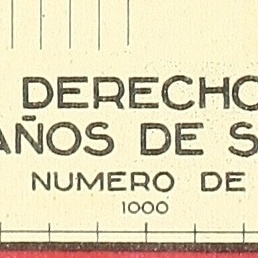 DERECHO
AÑOS DE S
NUMERO DE
1000